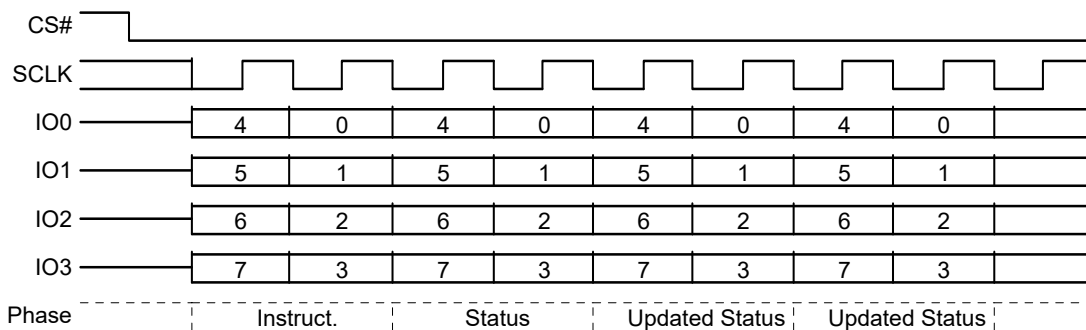 CS#
SCLK
IO0 4 0 4 0 4 0 4 0
IO1 5 1 5 1 5 1 5 1
IO2 6 2 6 2 6 2 6 2
IO3 7 3 7 3 7 3 7 3
Phase Instruct. Status Updated Status Updated Status